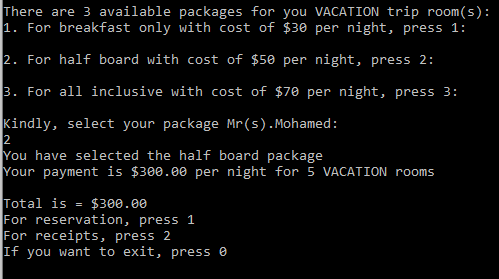 There are 3 available packages for you VACATION trip room(s):
1. For breakfast only with cost of $30 per night, press 1:
2. For half board with cost of $50 per night, press 2:
3. For all inclusive with cost of $70 per night, press 3:
Kindly, select your package Mr(s).Mohamed:
2
You have selected the half board package
Your payment is $300.00 per night for 5 VACATION rooms
Total is = $300.00
For reservation, press 1
For receipts, press 2
If you want to exit, press 0